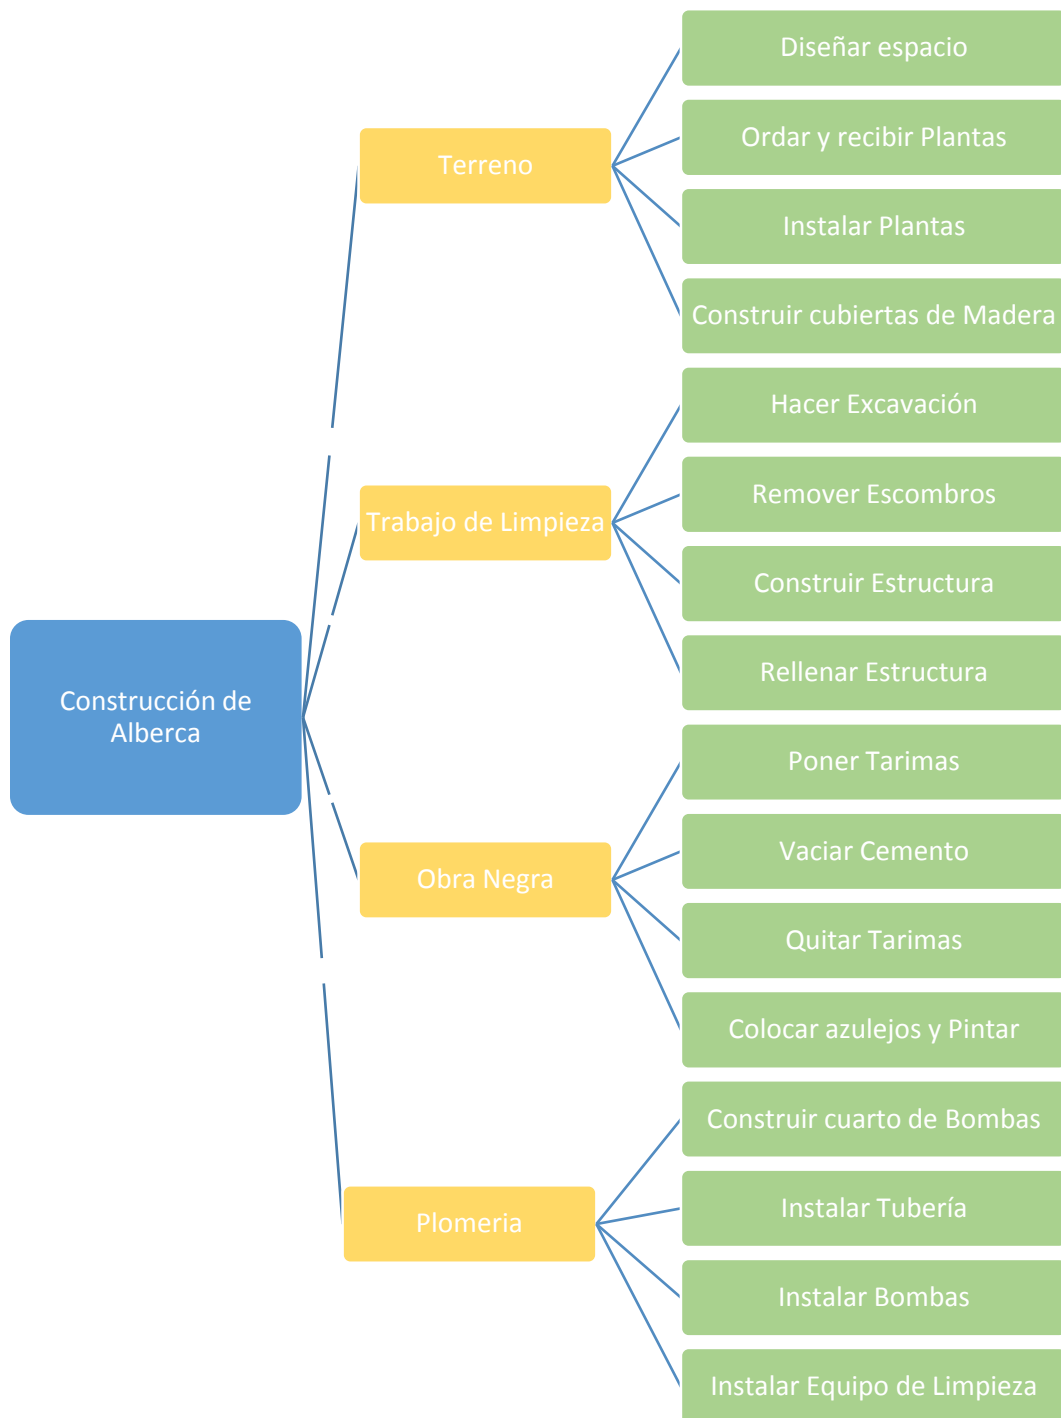 Diseñar espacio
Ordar y recibir Plantas
Terreno
Instalar Plantas
Construir cubiertas de Madera
Hacer Excavación
Remover Escombros
Trabajo de Limpieza
Construir Estructura
Rellenar Estructura
Construcción de
Alberca
Poner Tarimas
Vaciar Cemento
Obra Negra
Quitar Tarimas
Colocar azulejos y Pintar
Construir cuarto de Bombas
Instalar Tubería
Plomeria
Instalar Bombas
Instalar Equipo de Limpieza